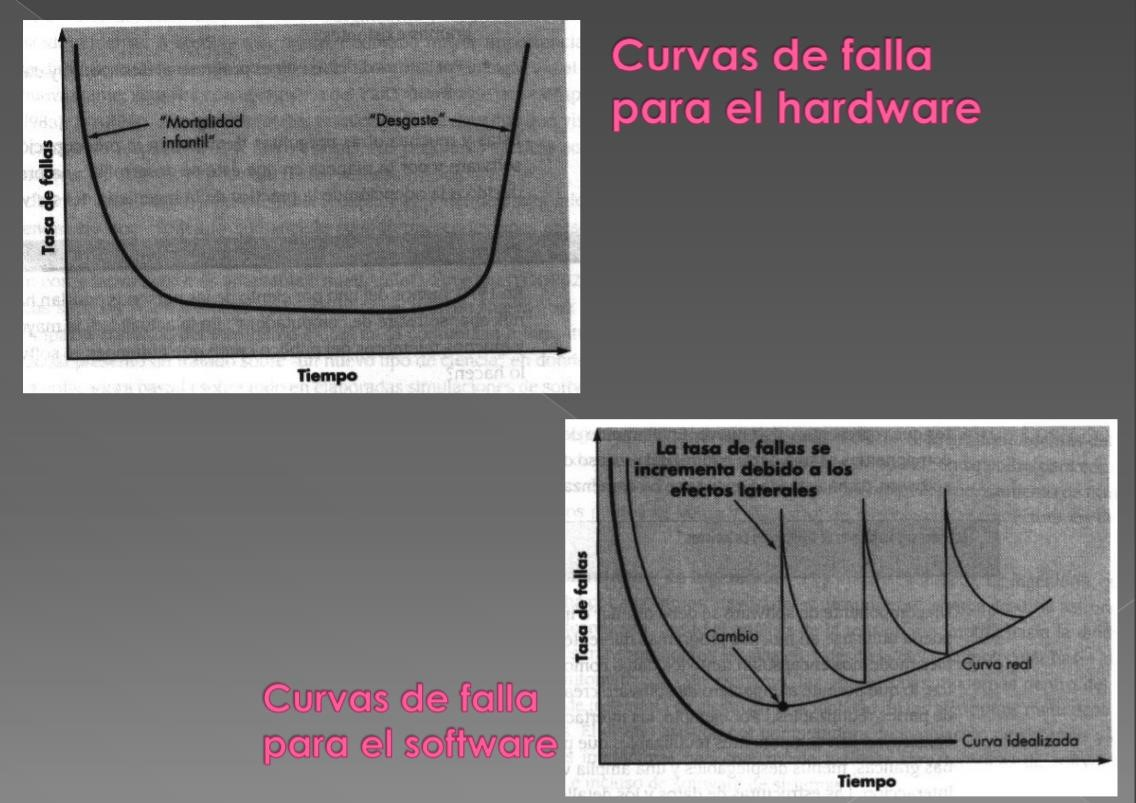 Curvas de falla
para el hardware
Tasa de fallas
"Mortalidad
infantil"
"Desgaste"
Tiempo
Curvas de falla
para el software
Tasa de fallas
La tasa de fallas se
incrementa debido a los
efectos laterales
Cambio
Curva real
Curva idealizada
Tiempo